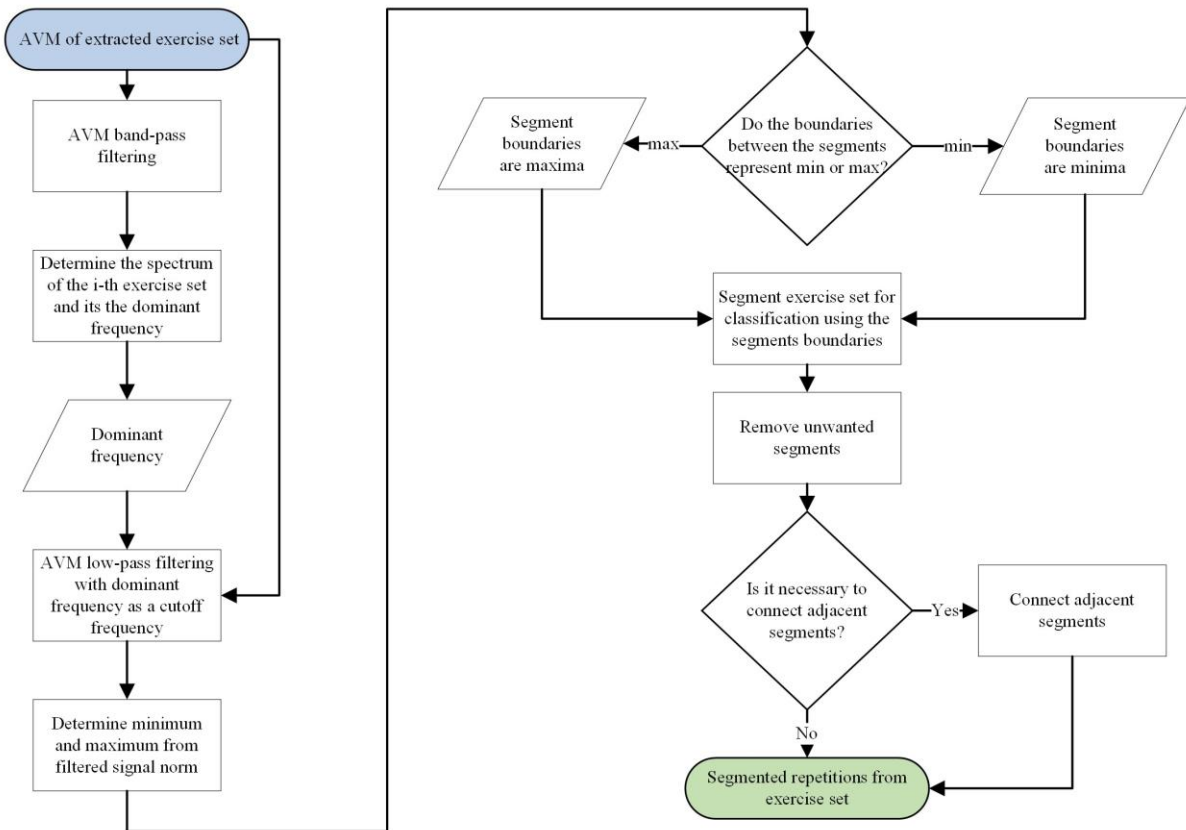 AVM of extracted exercise set
AVM band-pass
filtering
Determine the spectrum
of the i-th exercise set
and its the dominant
frequency
Dominant
frequency
AVM low-pass filtering
with dominant
frequency as a cutoff
frequency
Determine minimum
and maximum from
filtered signal norm
Do the boundaries
between the segments
represent min or max?
max
Segment
boundaries
are maxima
min
Segment
boundaries
are minima
Segment exercise set for
classification using the
segments boundaries
Remove unwanted
segments
Is it necessary to
connect adjacent
segments?
Yes
Connect adjacent
segments
No
Segmented repetitions from
exercise set